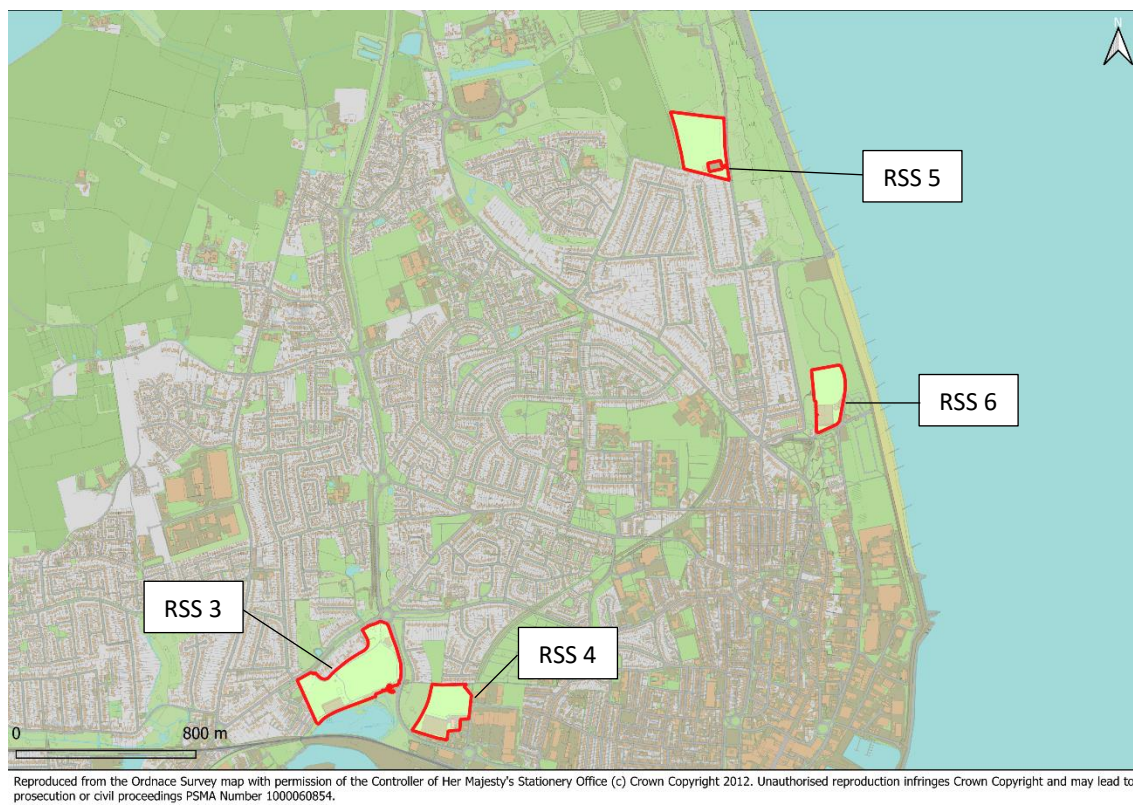 N
RSS 5
RSS 6
RSS 3
RSS 4
0 800 m
Reproduced from the Ordnace Survey map with permission of the Controller of Her Majesty's Stationery Office (c) Crown Copyright 2012. Unauthorised reproduction infringes Crown Copyright and may lead to
prosecution or civil proceedings PSMA Number 1000060854.